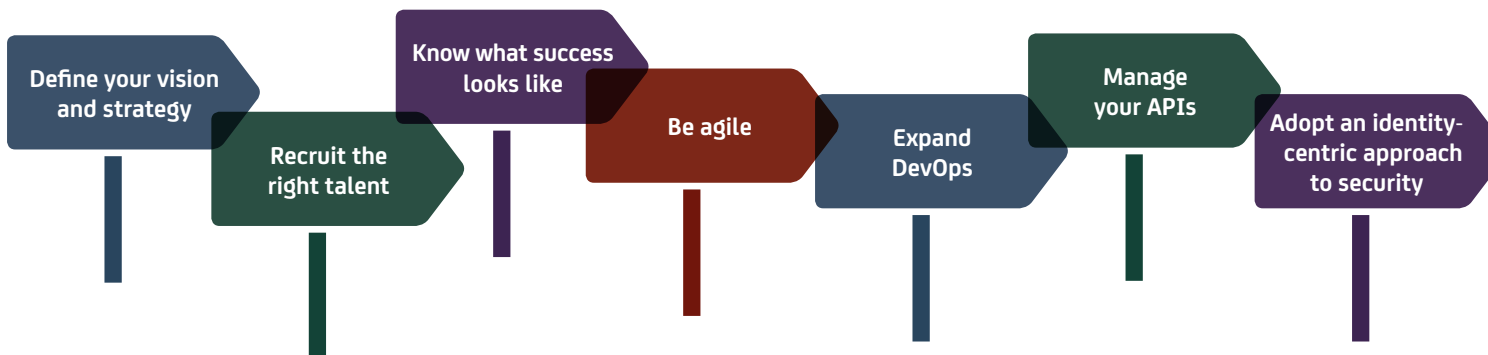 Define your vision
and strategy
Recruit the
right talent
Know what success
looks like
Be agile
Expand
DevOps
Manage
your APIs
Adopt an identity-
centric approach
to security